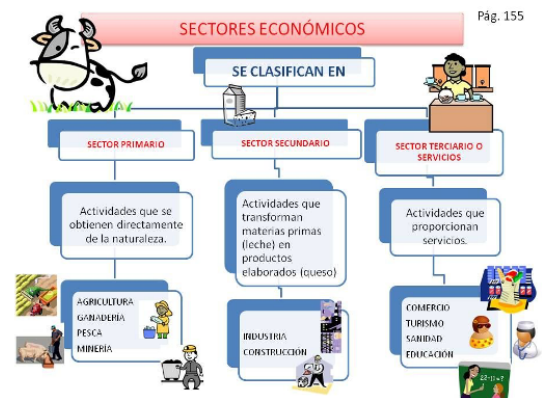 Pág. 155
SECTORES ECONÓMICOS
SE CLASIFICAN EN
SECTOR PRIMARIO
SECTOR SECUNDARIO
SECTOR TERCIARIO O
SERVICIOS
Actividades que se
obtienen directamente
de la naturaleza.
Actividades que
transforman
materias primas
(leche) en
productos
elaborados (queso)
Actividades que
proporcionan
servicios.
AGRICULTURA
GANADERÍA
PESCA
MINERÍA
INDUSTRIA
CONSTRUCCIÓN
COMERCIO
TURISMO
SANIDAD
EDUCACIÓN